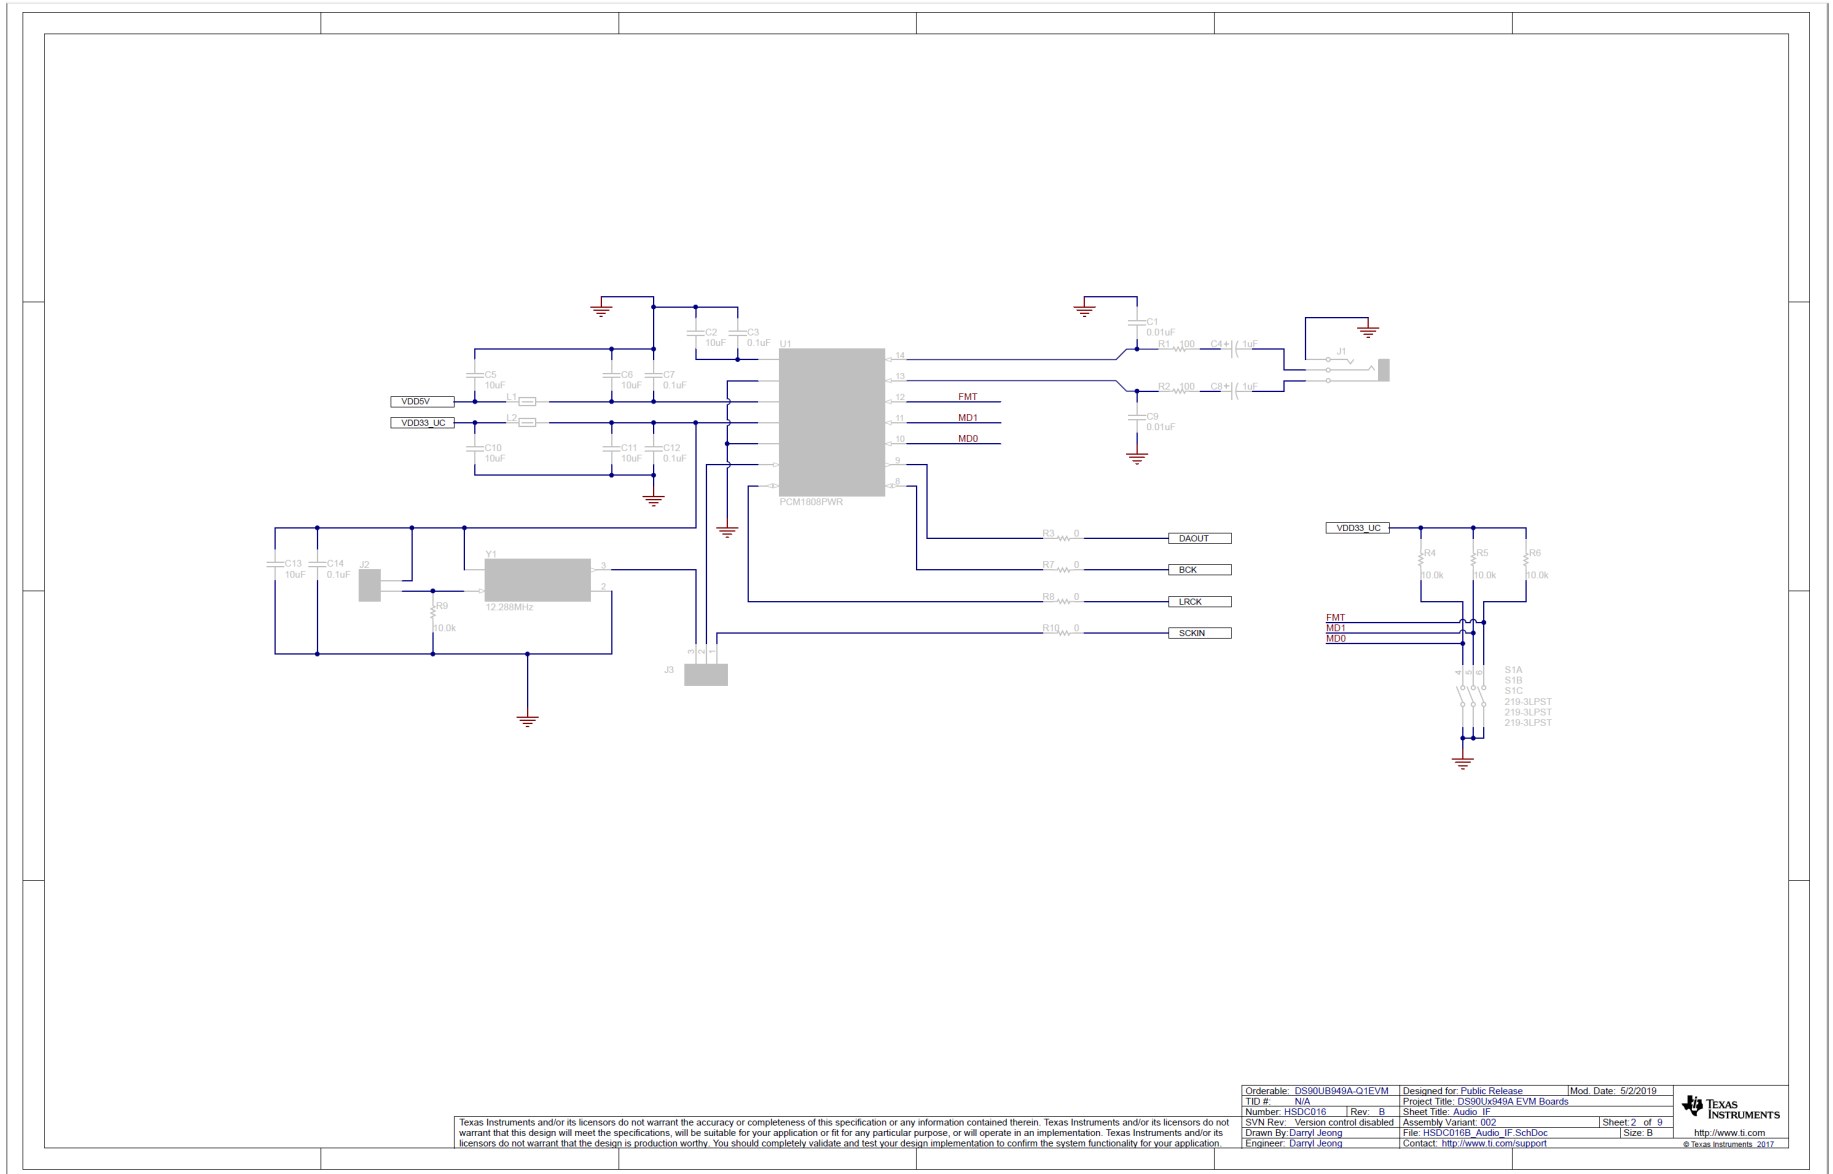 C2
10uF
C3
0.1uF
U1
C1
0.01uF
R1 100
C4 + 1uF
J1
14
C5
10uF
C6
10uF
C7
0.1uF
13
R2 100
C8 + 1uF
VDD5V
L1
12
FMT
VDD33_UC
L2
11
MD1
C9
0.01uF
10
MD0
C10
10uF
C11
10uF
C12
0.1uF
9
8
PCM1808PWR
R3 0
DAOUT
VDD33_UC
Y1
R4
10.0k
R5
10.0k
R6
10.0k
C13
10uF
C14
0.1uF
J2
3
R7 0
BCK
2
12.288MHz
R9
10.0k
R8 0
LRCK
FMT
MD1
MD0
R10 0
SCKIN
3 2 1
J3
4 5 6
S1A
S1B
S1C
219-3LPST
219-3LPST
219-3LPST
Texas Instruments and/or its licensors do not warrant the accuracy or completeness of this specification or any information contained therein. Texas Instruments and/or its licensors do not
warrant that this design will meet the specifications, will be suitable for your application or fit for any particular purpose, or will operate in an implementation. Texas Instruments and/or its
licensors do not warrant that the design is production worthy. You should completely validate and test your design implementation to confirm the system functionality for your application.
Orderable: DS90UB949A-Q1EVM Designed for: Public Release Mod. Date: 5/2/2019
TID #: N/A Project Title: DS90Ux949A EVM Boards
Number: HSDC016 Rev: B Sheet Title: Audio_IF
SVN Rev: Version control disabled Assembly Variant: 002 Sheet: 2 of 9
Drawn By: Darryl Jeong File: HSDC016B_Audio_IF.SchDoc Size: B
Engineer: Darryl Jeong Contact: http://www.ti.com/support
TEXAS
INSTRUMENTS
http://www.ti.com
© Texas Instruments 2017